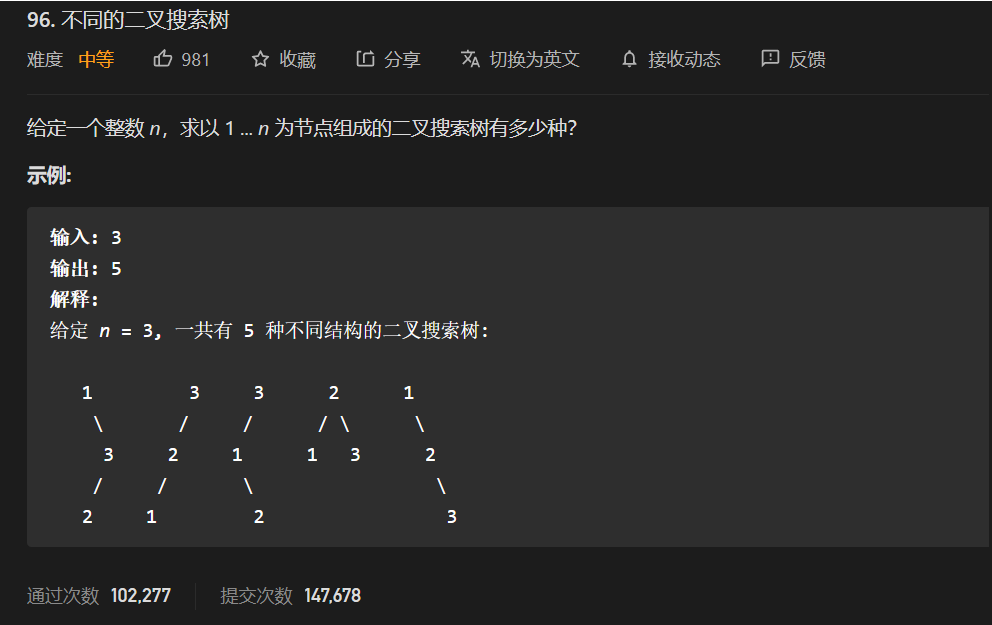 96. 不同的二叉搜索树
难度 中等 981 收藏 分享 切换为英文 接收动态 反馈
给定一个整数 n，求以 1 ... n 为节点组成的二叉搜索树有多少种？
示例:
输入: 3
输出: 5
解释:
给定 n = 3, 一共有 5 种不同结构的二叉搜索树:
   1         3     3      2      1
    \       /     /      / \      \
     3     2     1      1   3      2
    /     /       \                 \
   2     1         2                 3
通过次数 102,277 提交次数 147,678